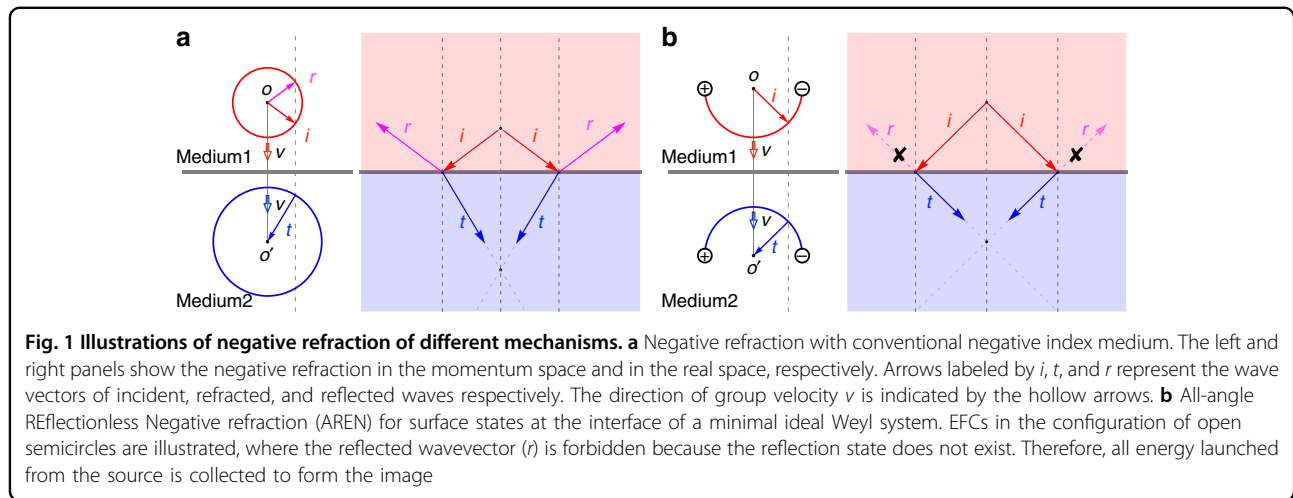 a
b
o
r
i
v
Medium1
v
t
o'
Medium2
r
i
i
r
t
t
+
o
−
i
v
Medium1
v
t
+
o'
−
Medium2
r
i
i
r
t
t
Fig. 1 Illustrations of negative refraction of different mechanisms. a Negative refraction with conventional negative index medium. The left and
right panels show the negative refraction in the momentum space and in the real space, respectively. Arrows labeled by i, t, and r represent the wave
vectors of incident, refracted, and reflected waves respectively. The direction of group velocity v is indicated by the hollow arrows. b All-angle
REflectionless Negative refraction (AREN) for surface states at the interface of a minimal ideal Weyl system. EFCs in the configuration of open
semicircles are illustrated, where the reflected wavevector (r) is forbidden because the reflection state does not exist. Therefore, all energy launched
from the source is collected to form the image